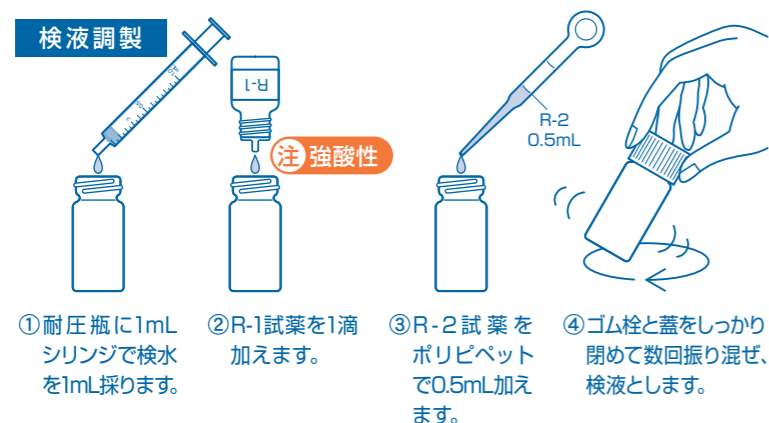 検液調製
R-1
注 強酸性
R-2
0.5mL
①耐圧瓶に1mL
シリンジで検水
を1mL採ります。
②R-1試薬を1滴
加えます。
③R-2試薬を
ポリピペット
で0.5mL加え
ます。
④ゴム栓と蓋をしっかり
閉めて数回振り混ぜ、
検液とします。